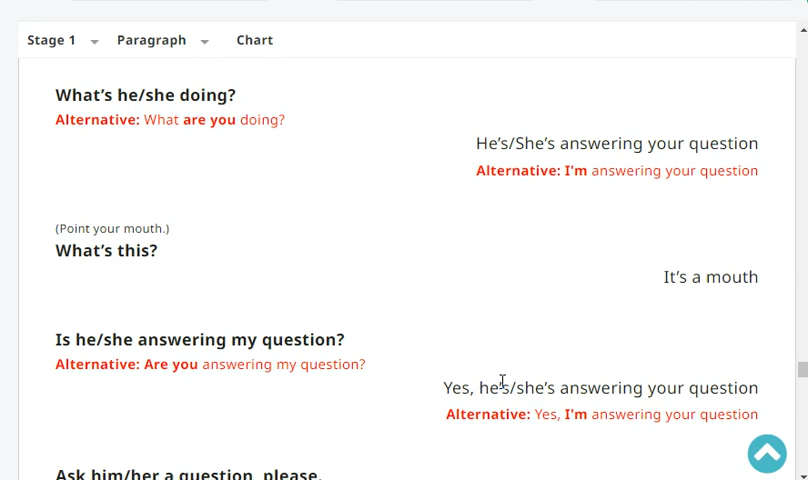 Stage 1 Paragraph Chart
What's he/she doing?
Alternative: What are you doing?
He's/She's answering your question
Alternative: I'm answering your question
(Point your mouth.)
What's this?
It's a mouth
Is he/she answering my question?
Alternative: Are you answering my question?
Yes, he's/she's answering your question
Alternative: Yes, I'm answering your question
Ask him/her a question, please.